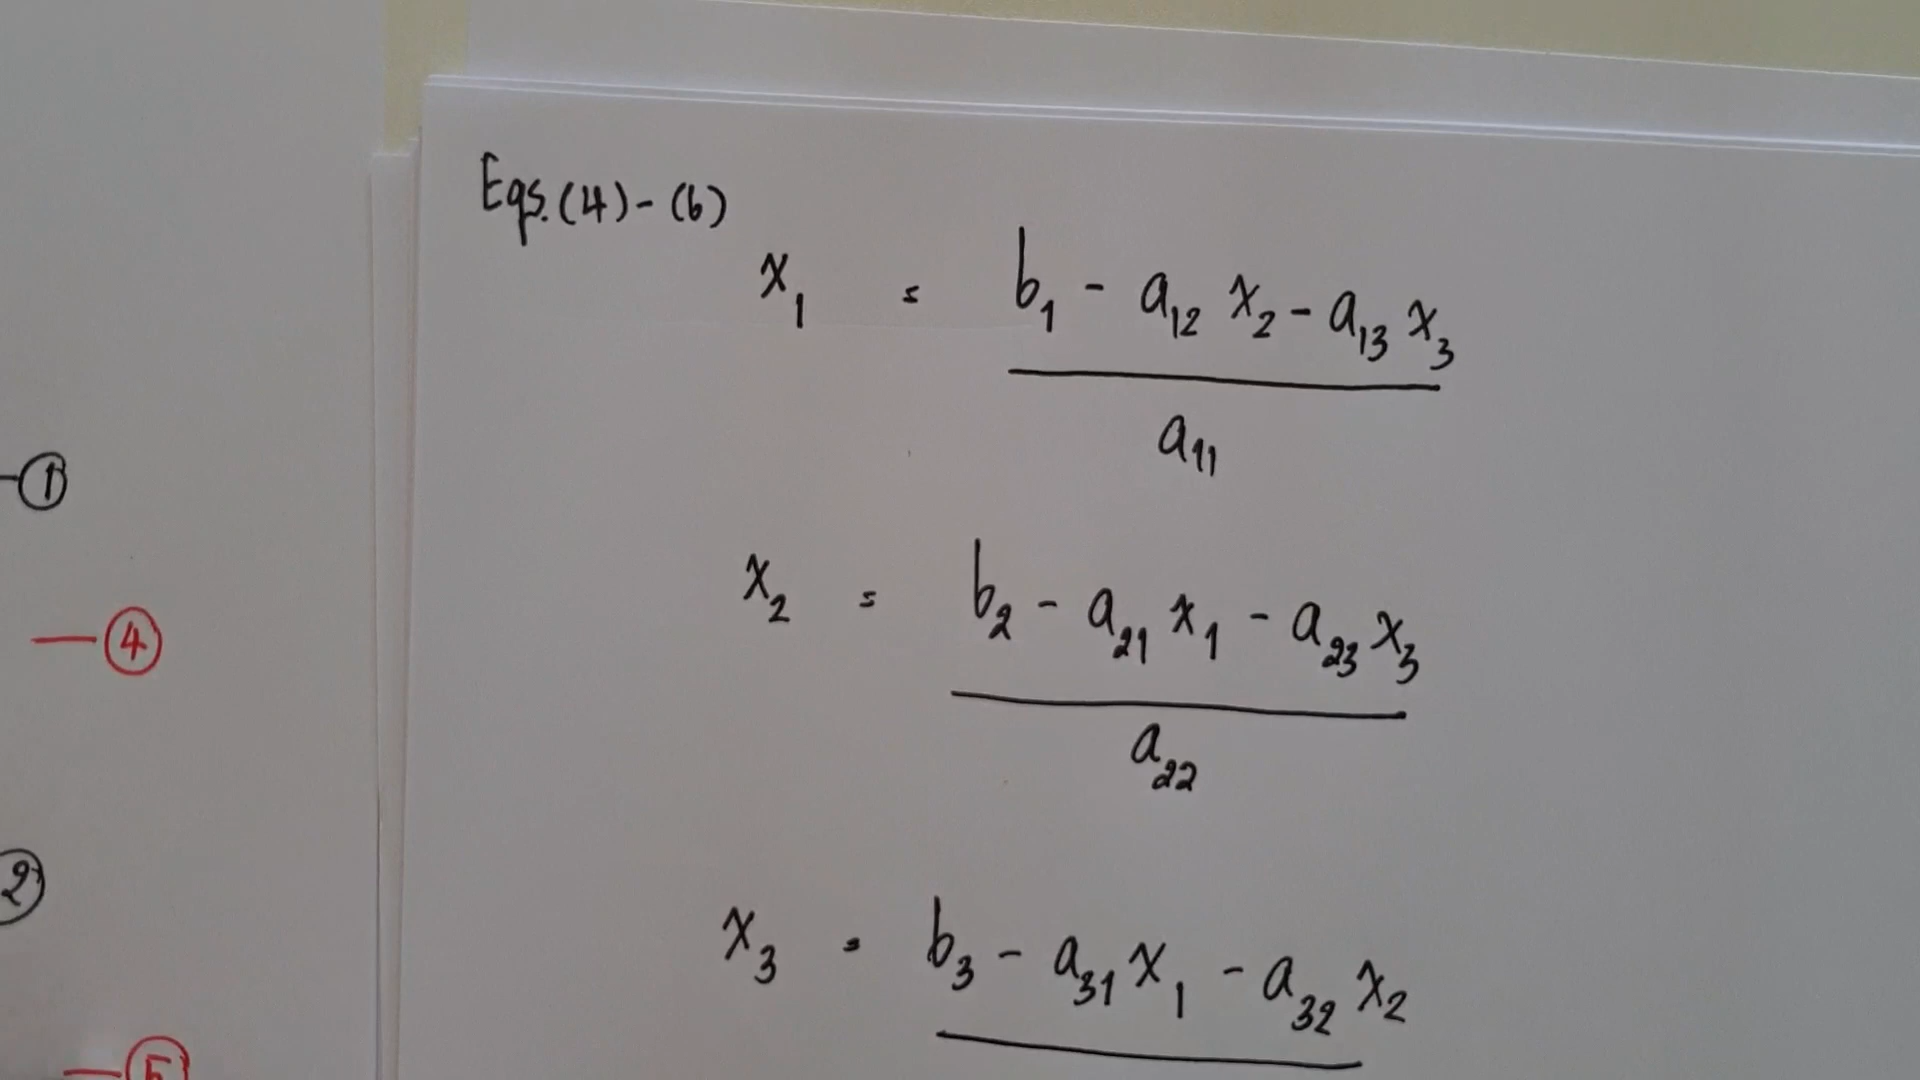 Eqs.(4)-(6)
x₁ = b₁ - a₁₂ x₂ - a₁₃ x₃
a₁₁
x₂ = b₂ - a₂₁ x₁ - a₂₃ x₃
a₂₂
x₃ = b₃ - a₃₁ x₁ - a₃₂ x₂
①
④
②
⑤